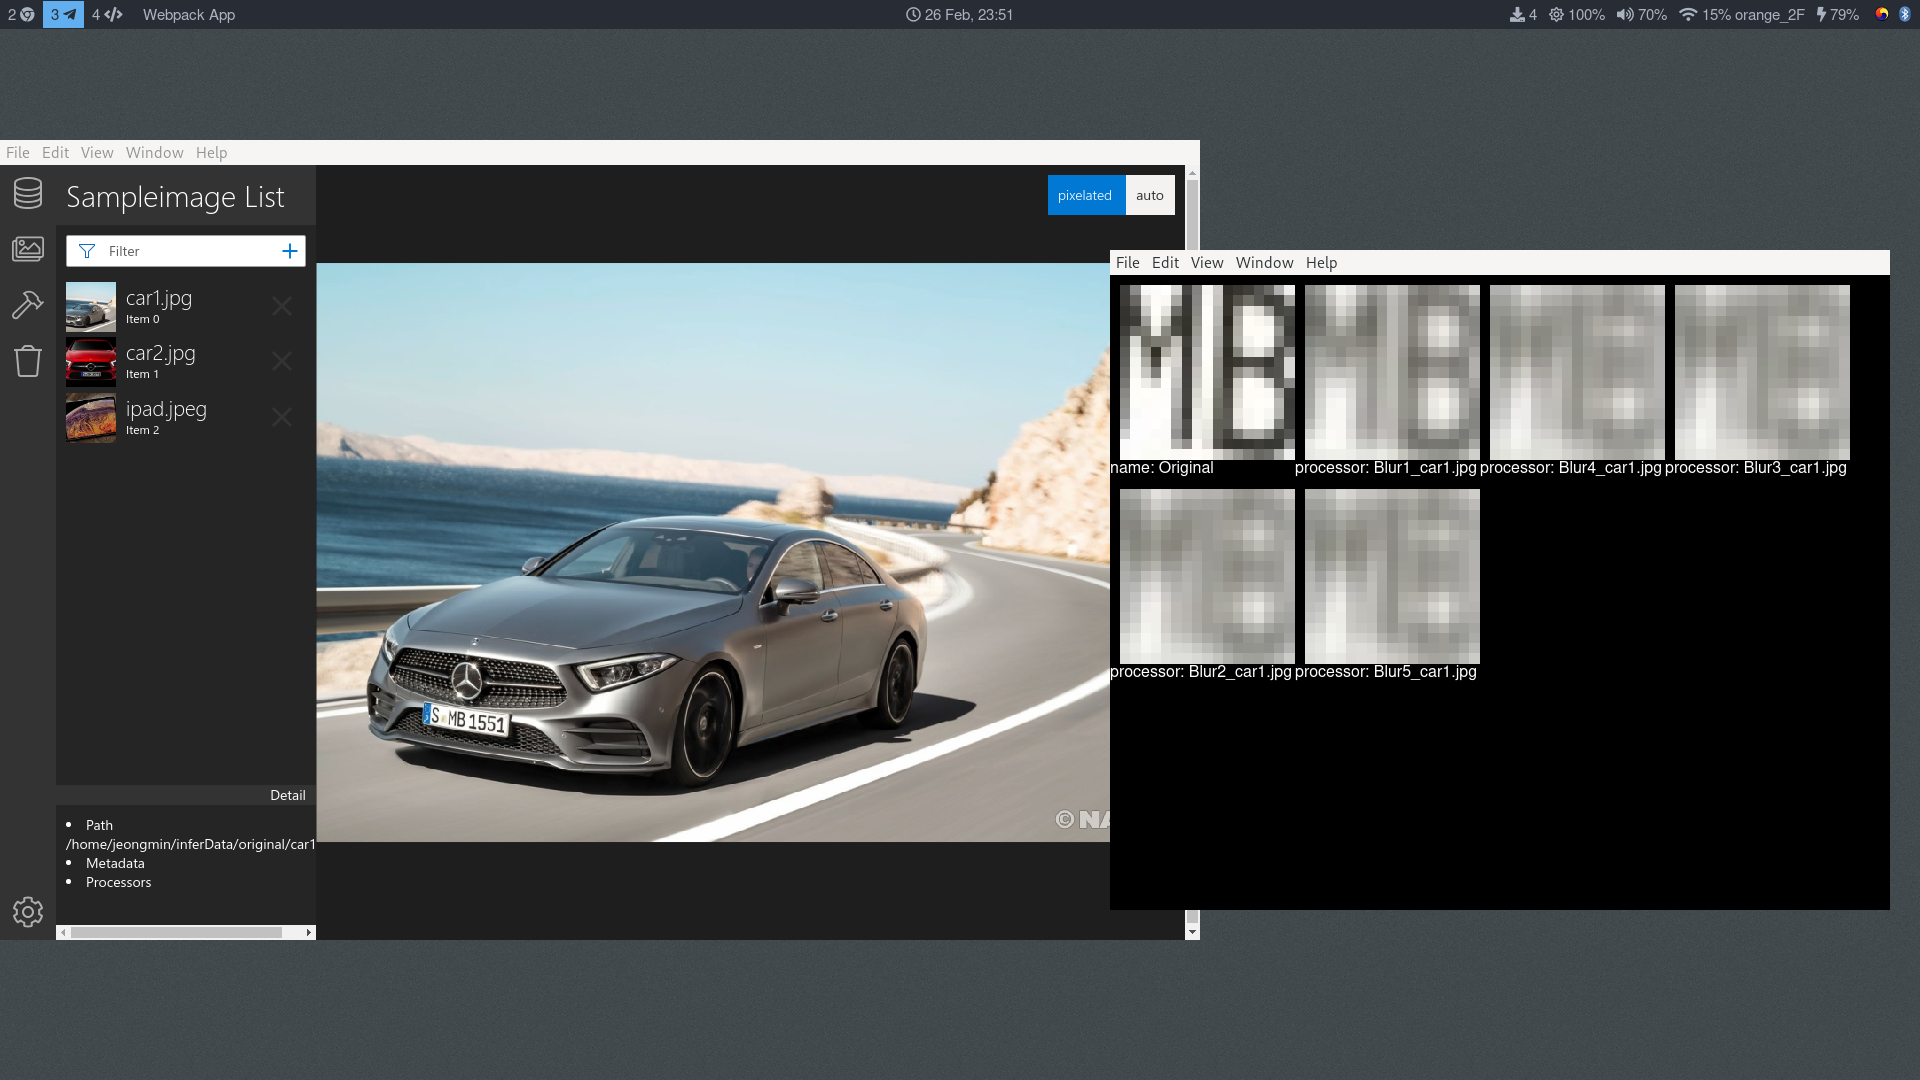 2 3 4 Webpack App 26 Feb, 23:51 4 100% 70% 15% orange_2F 79%
File Edit View Window Help
Sampleimage List
pixelated auto
Filter
car1.jpg
Item 0
car2.jpg
Item 1
ipad.jpeg
Item 2
S MB 1551
© NA
Detail
Path
/home/jeongmin/inferData/original/car1
Metadata
Processors
File Edit View Window Help
MB
name: Original processor: Blur1_car1.jpg processor: Blur4_car1.jpg processor: Blur3_car1.jpg
processor: Blur2_car1.jpg processor: Blur5_car1.jpg